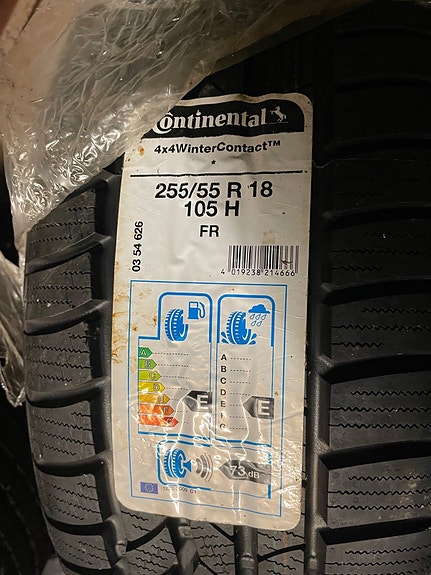 Continental
4x4WinterContact™
*
255/55 R 18
105 H
FR
03 54 626
4 019238 214666
A
B
C
D
E
F
G
E
A
B
C
D
E
F
G
E
73 dB